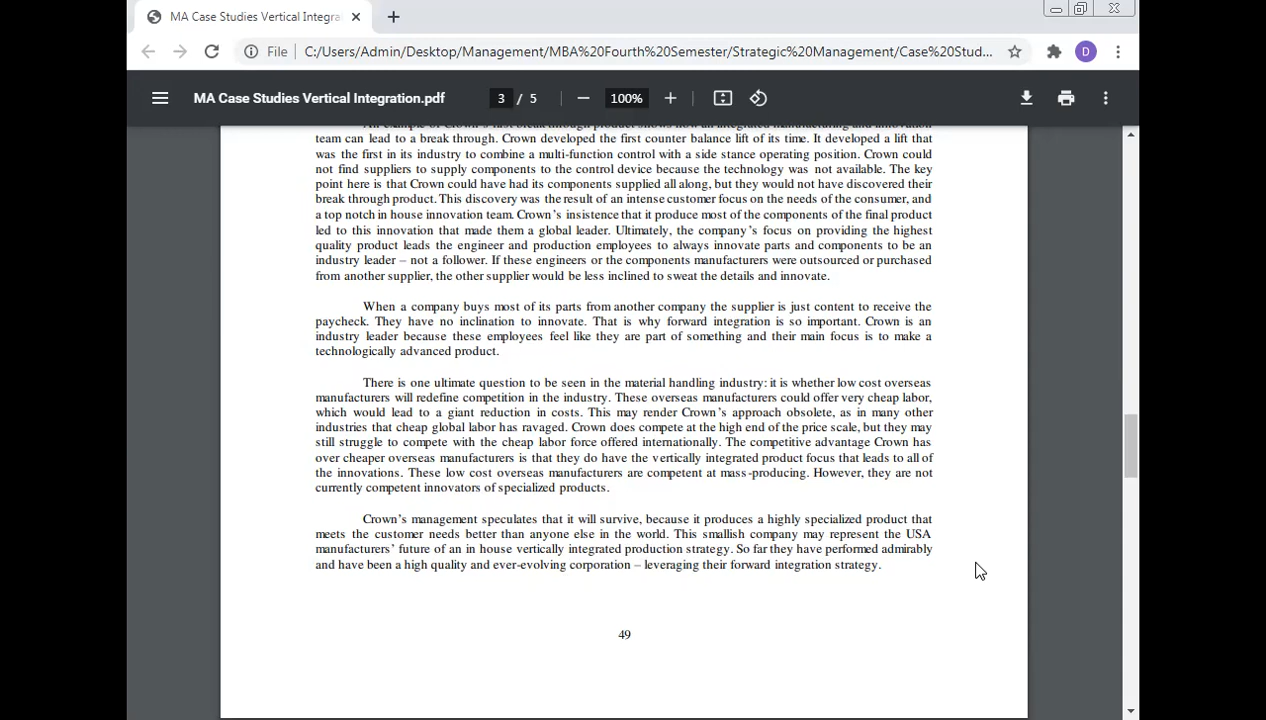 MA Case Studies Vertical Integra
File C:/Users/Admin/Desktop/Management/MBA%20Fourth%20Semester/Strategic%20Management/Case%20Stud...
D
MA Case Studies Vertical Integration.pdf 3 / 5 100%
team can lead to a break through. Crown developed the first counter balance lift of its time. It developed a lift that
was the first in its industry to combine a multi-function control with a side stance operating position. Crown could
not find suppliers to supply components to the control device because the technology was not available. The key
point here is that Crown could have had its components supplied all along, but they would not have discovered their
break through product. This discovery was the result of an intense customer focus on the needs of the consumer, and
a top notch in house innovation team. Crown's insistence that it produce most of the components of the final product
led to this innovation that made them a global leader. Ultimately, the company's focus on providing the highest
quality product leads the engineer and production employees to always innovate parts and components to be an
industry leader – not a follower. If these engineers or the components manufacturers were outsourced or purchased
from another supplier, the other supplier would be less inclined to sweat the details and innovate.
When a company buys most of its parts from another company the supplier is just content to receive the
paycheck. They have no inclination to innovate. That is why forward integration is so important. Crown is an
industry leader because these employees feel like they are part of something and their main focus is to make a
technologically advanced product.
There is one ultimate question to be seen in the material handling industry: it is whether low cost overseas
manufacturers will redefine competition in the industry. These overseas manufacturers could offer very cheap labor,
which would lead to a giant reduction in costs. This may render Crown's approach obsolete, as in many other
industries that cheap global labor has ravaged. Crown does compete at the high end of the price scale, but they may
still struggle to compete with the cheap labor force offered internationally. The competitive advantage Crown has
over cheaper overseas manufacturers is that they do have the vertically integrated product focus that leads to all of
the innovations. These low cost overseas manufacturers are competent at mass-producing. However, they are not
currently competent innovators of specialized products.
Crown's management speculates that it will survive, because it produces a highly specialized product that
meets the customer needs better than anyone else in the world. This smallish company may represent the USA
manufacturers' future of an in house vertically integrated production strategy. So far they have performed admirably
and have been a high quality and ever-evolving corporation – leveraging their forward integration strategy.
49